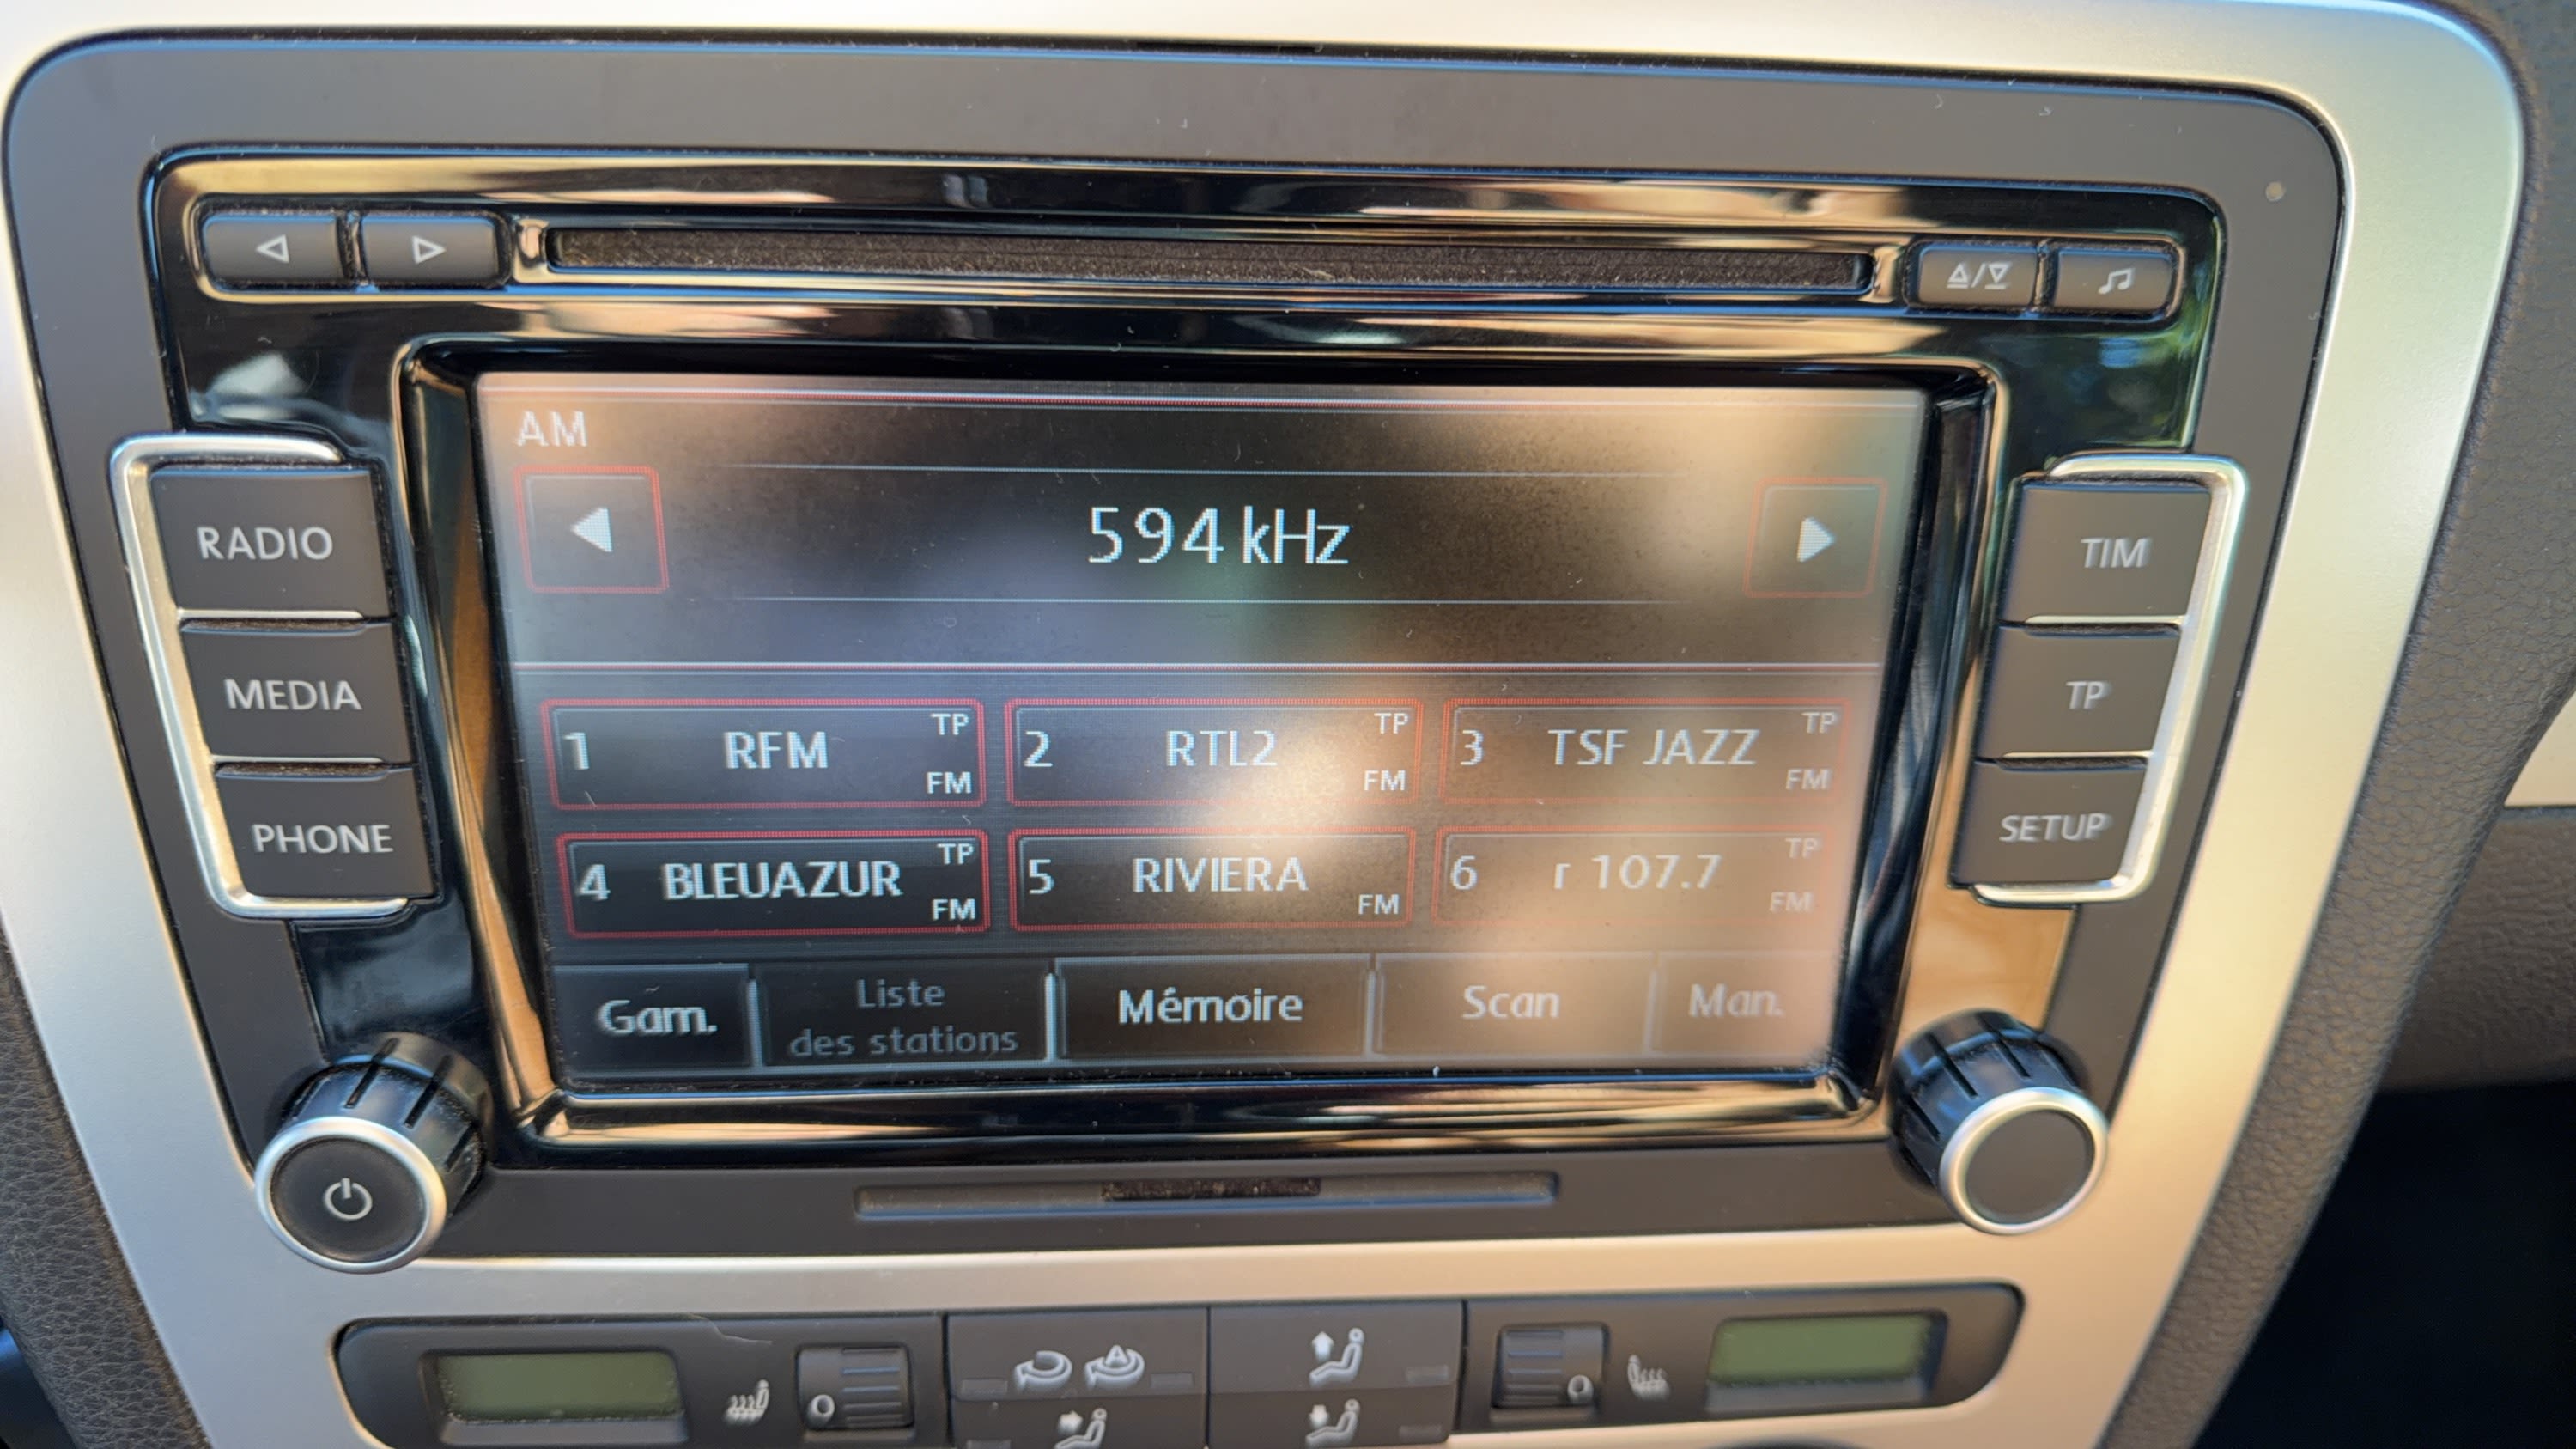 AM
594 kHz
RADIO
MEDIA
PHONE
TIM
TP
SETUP
1 RFM TP FM
2 RTL2 TP FM
3 TSF JAZZ TP FM
4 BLEUAZUR TP FM
5 RIVIERA FM
6 r 107.7 TP FM
Gam.
Liste
des stations
Mémoire
Scan
Man.